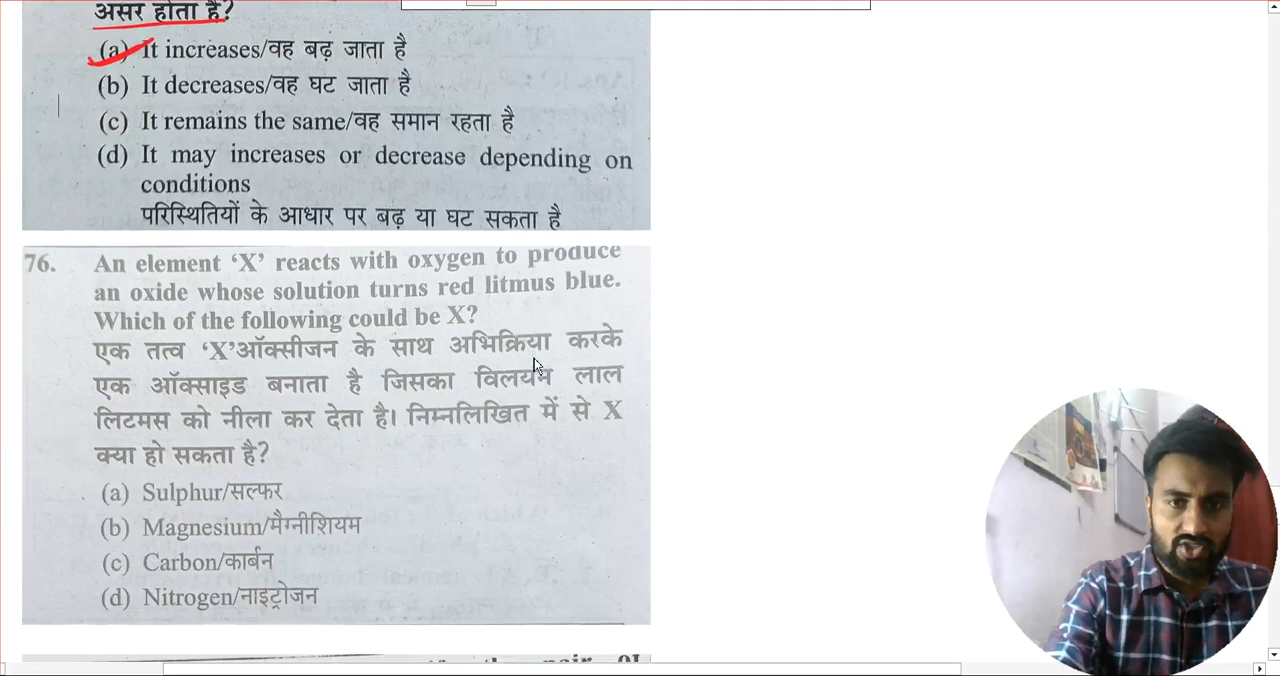 असर होता है?
(a) It increases/वह बढ़ जाता है
(b) It decreases/वह घट जाता है
(c) It remains the same/वह समान रहता है
(d) It may increases or decrease depending on
conditions
परिस्थितियों के आधार पर बढ़ या घट सकता है
76. An element ‘X’ reacts with oxygen to produce
an oxide whose solution turns red litmus blue.
Which of the following could be X?
एक तत्व ‘X’ऑक्सीजन के साथ अभिक्रिया करके
एक ऑक्साइड बनाता है जिसका विलयन लाल
लिटमस को नीला कर देता है। निम्नलिखित में से X
क्या हो सकता है?
(a) Sulphur/सल्फर
(b) Magnesium/मैग्नीशियम
(c) Carbon/कार्बन
(d) Nitrogen/नाइट्रोजन